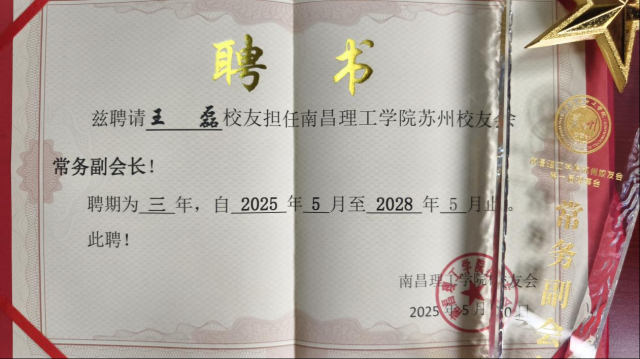 聘 书
兹聘请王 磊校友担任南昌理工学院苏州校友会
常务副会长！
聘期为三年，自2025年5月至2028年5月止。
此聘！
南昌理工学院 校友会
2025年5月 0日
常务副会